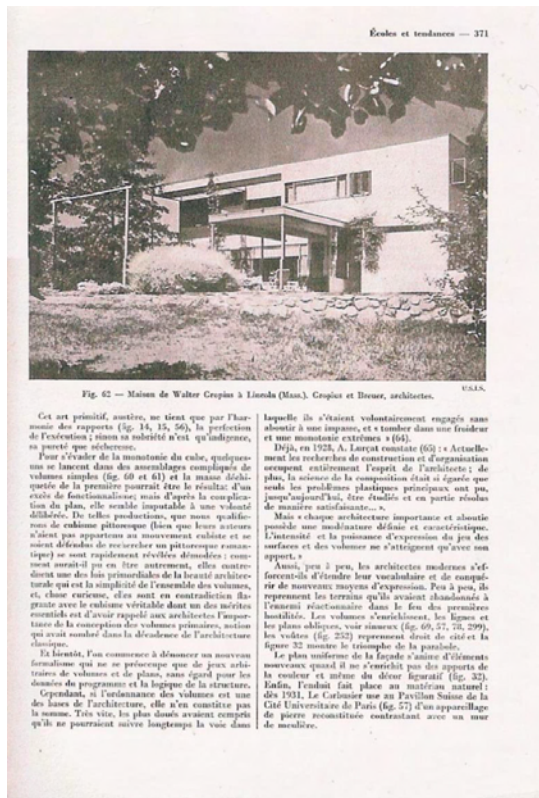 Écoles et tendances — 371
U.S.I.S.
Fig. 62 — Maison de Walter Gropius à Lincoln (Mass.). Gropius et Breuer, architectes.
Cet art primitif, austère, ne tient que par l'har-
monie des rapports (fig. 14, 15, 56), la perfection
de l'exécution ; sinon sa sobriété n'est qu'indigence,
sa pureté que sécheresse.
Pour s'évader de la monotonie du cube, quelques-
uns se lancent dans des assemblages compliqués de
volumes simples (fig. 60 et 61) et la masse déchi-
quetée de la première pourrait être le résultat d'un
excès de fonctionnalisme; mais d'après la complica-
tion du plan, elle semble imputable à une volonté
délibérée. De telles productions, que nous qualifie-
rons de cubisme pittoresque (bien que leurs auteurs
n'aient pas appartenu au mouvement cubiste et se
soient défendus de rechercher un pittoresque roman-
tique) se sont rapidement révélées démodées : com-
ment aurait-il pu en être autrement, elles contre-
disent une des lois primordiales de la beauté architec-
turale qui est la simplicité de l'ensemble des volumes,
et, chose curieuse, elles sont en contradiction fla-
grante avec le cubisme véritable dont un des mérites
essentiels est d'avoir rappelé aux architectes l'impor-
tance de la conception des volumes primaires, notion
qui avait sombré dans la décadence de l'architecture
classique.
Et bientôt, l'on commence à dénoncer un nouveau
formalisme qui ne se préoccupe que de jeux arbi-
traires de volumes et de plans, sans égard pour les
données du programme et la logique de la structure.
Cependant, si l'ordonnance des volumes est une
des bases de l'architecture, elle n'en constitue pas
la somme. Très vite, les plus doués avaient compris
qu'ils ne pourraient suivre longtemps la voie dans
laquelle ils s'étaient volontairement engagés sans
aboutir à une impasse, et « tomber dans une froideur
et une monotonie extrêmes » (64).
Déjà, en 1928, A. Lurçat constate (65) : « Actuelle-
ment les recherches de construction et d'organisation
occupent entièrement l'esprit de l'architecte ; de
plus, la science de la composition était si égarée que
seuls les problèmes plastiques principaux ont pu,
jusqu'aujourd'hui, être étudiés et en partie résolus
de manière satisfaisante... ».
Mais « chaque architecture importante et aboutie
possède une modénature définie et caractéristique.
L'intensité et la puissance d'expression du jeu des
surfaces et des volumes ne s'atteignent qu'avec son
apport. »
Aussi, peu à peu, les architectes modernes s'ef-
forcent-ils d'étendre leur vocabulaire et de conqué-
rir de nouveaux moyens d'expression. Peu à peu, ils
reprennent les terrains qu'ils avaient abandonnés à
l'ennemi réactionnaire dans le feu des premières
hostilités. Les volumes s'enrichissent, les lignes et
les plans obliques, voir sinueux (fig. 69, 57, 78, 299),
les voûtes (fig. 252) reprennent droit de cité et la
figure 32 montre le triomphe de la parabole.
Le plan uniforme de la façade s'anime d'éléments
nouveaux quand il ne s'enrichit pas des apports de
la couleur et même du décor figuratif (fig. 32).
Enfin, l'enduit fait place au matériau naturel :
dès 1931, Le Corbusier use au Pavillon Suisse de la
Cité Universitaire de Paris (fig. 57) d'un appareillage
de pierre reconstituée contrastant avec un mur
de meulière.